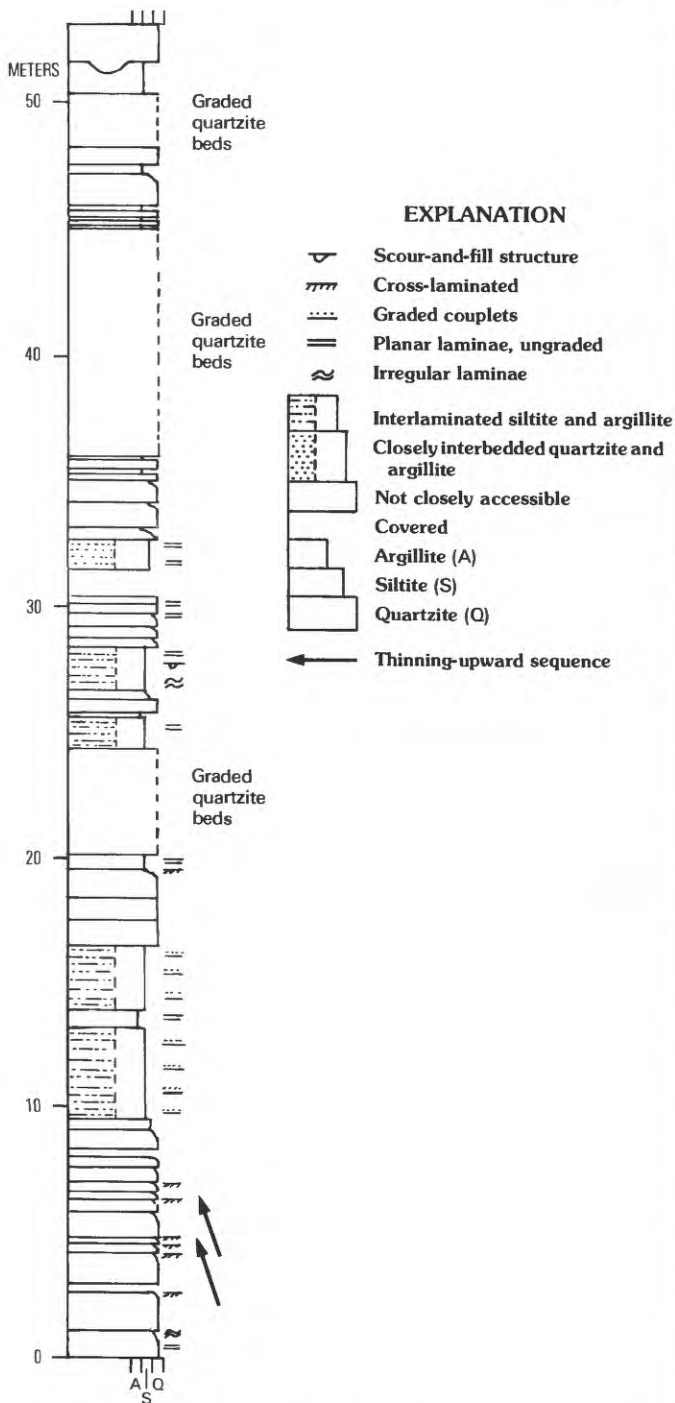 METERS
50
Graded
quartzite
beds
40
Graded
quartzite
beds
30
Graded
quartzite
beds
20
10
0
A
S
Q
EXPLANATION
Scour-and-fill structure
Cross-laminated
Graded couplets
Planar laminae, ungraded
Irregular laminae
Interlaminated siltite and argillite
Closely interbedded quartzite and
argillite
Not closely accessible
Covered
Argillite (A)
Siltite (S)
Quartzite (Q)
Thinning-upward sequence